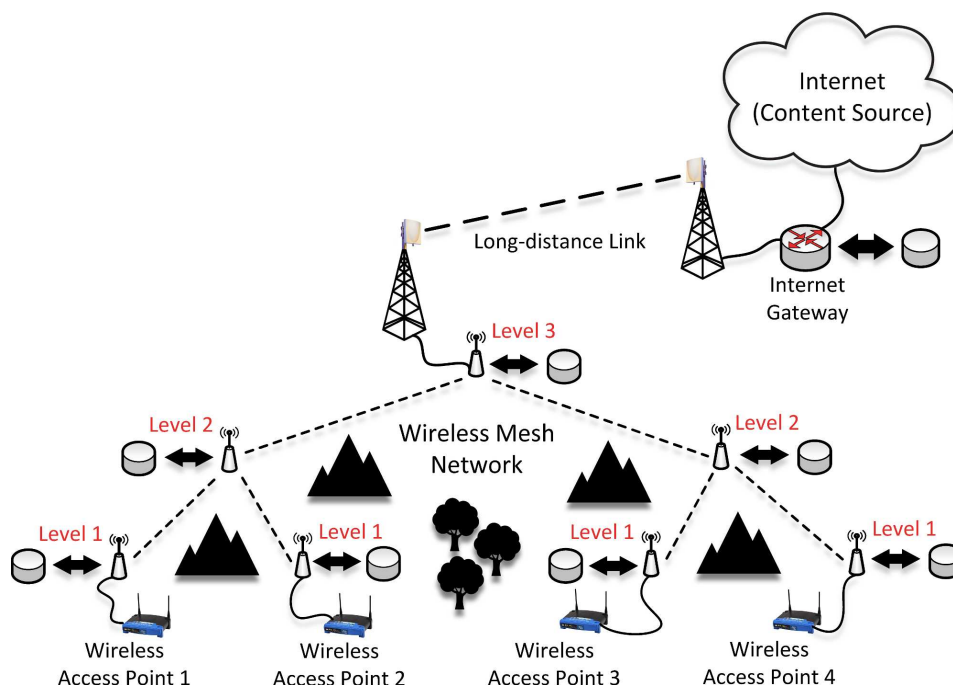 Internet
(Content Source)
Long-distance Link
Internet
Gateway
Level 3
Level 2
Wireless Mesh
Network
Level 2
Level 1
Level 1
Level 1
Level 1
Wireless
Access Point 1
Wireless
Access Point 2
Wireless
Access Point 3
Wireless
Access Point 4